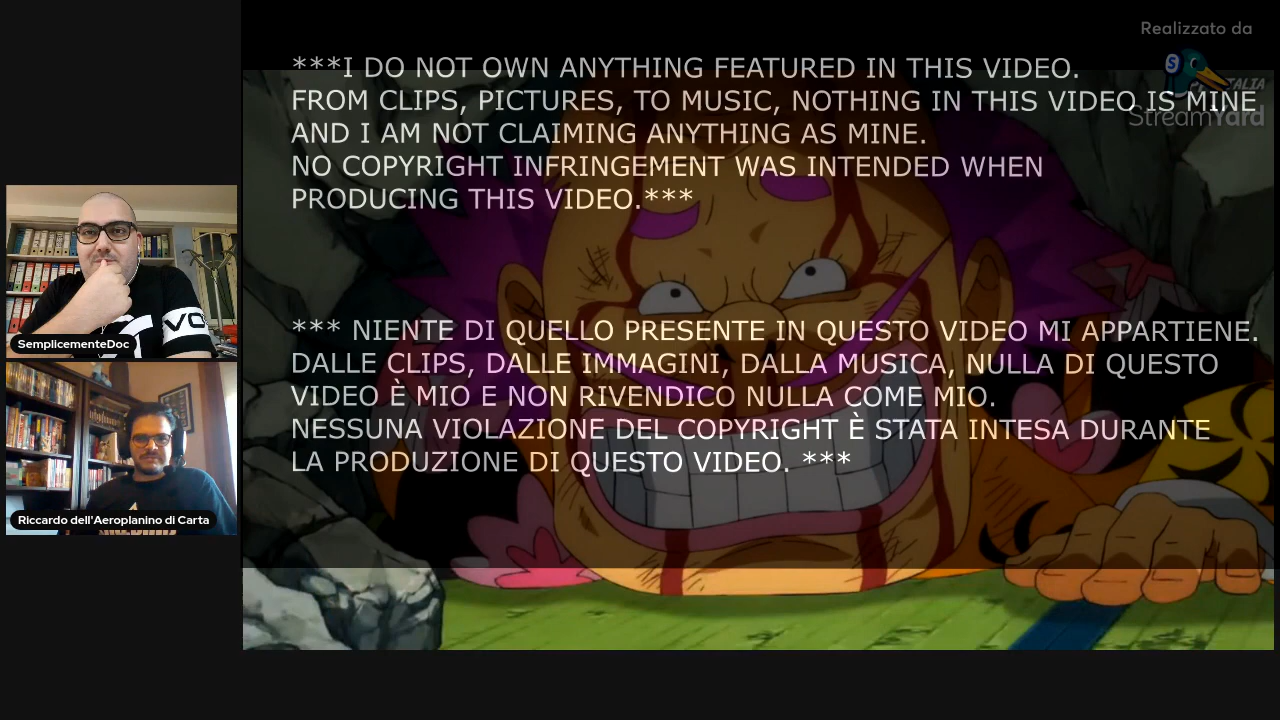 Realizzato da
ITALIA
StreamYard
***I DO NOT OWN ANYTHING FEATURED IN THIS VIDEO.
FROM CLIPS, PICTURES, TO MUSIC, NOTHING IN THIS VIDEO IS MINE
AND I AM NOT CLAIMING ANYTHING AS MINE.
NO COPYRIGHT INFRINGEMENT WAS INTENDED WHEN
PRODUCING THIS VIDEO.***
*** NIENTE DI QUELLO PRESENTE IN QUESTO VIDEO MI APPARTIENE.
DALLE CLIPS, DALLE IMMAGINI, DALLA MUSICA, NULLA DI QUESTO
VIDEO È MIO E NON RIVENDICO NULLA COME MIO.
NESSUNA VIOLAZIONE DEL COPYRIGHT È STATA INTESA DURANTE
LA PRODUZIONE DI QUESTO VIDEO. ***
VO
SemplicementeDoc
Riccardo dell'Aeroplanino di Carta